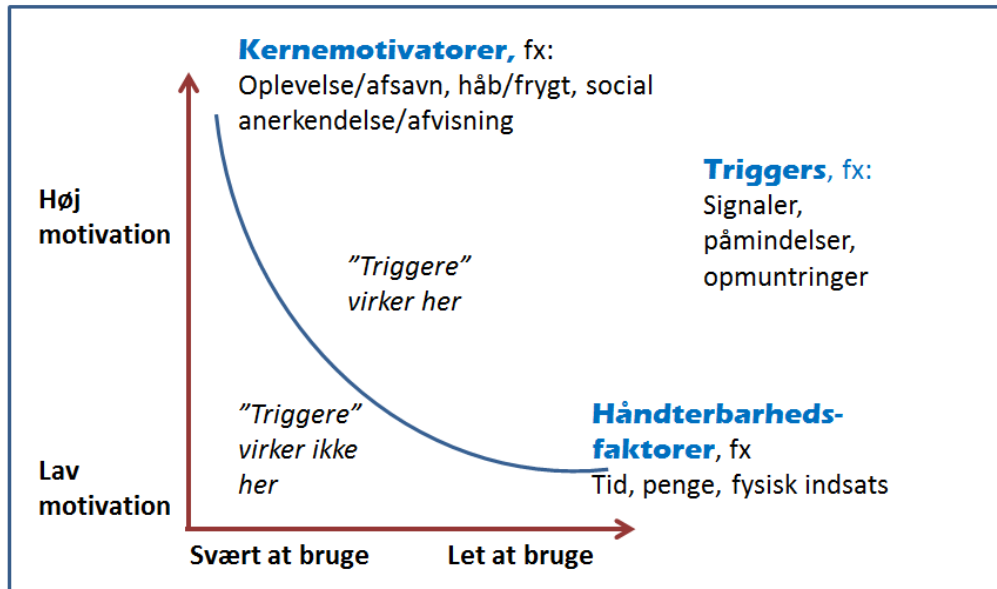 Kernemotivatorer, fx:
Oplevelse/afsavn, håb/frygt, social
anerkendelse/afvisning
Triggers, fx:
Signaler,
påmindelser,
opmuntringer
Høj
motivation
”Triggere”
virker her
”Triggere”
virker ikke
her
Håndterbarheds-
faktorer, fx
Tid, penge, fysisk indsats
Lav
motivation
Svært at bruge
Let at bruge